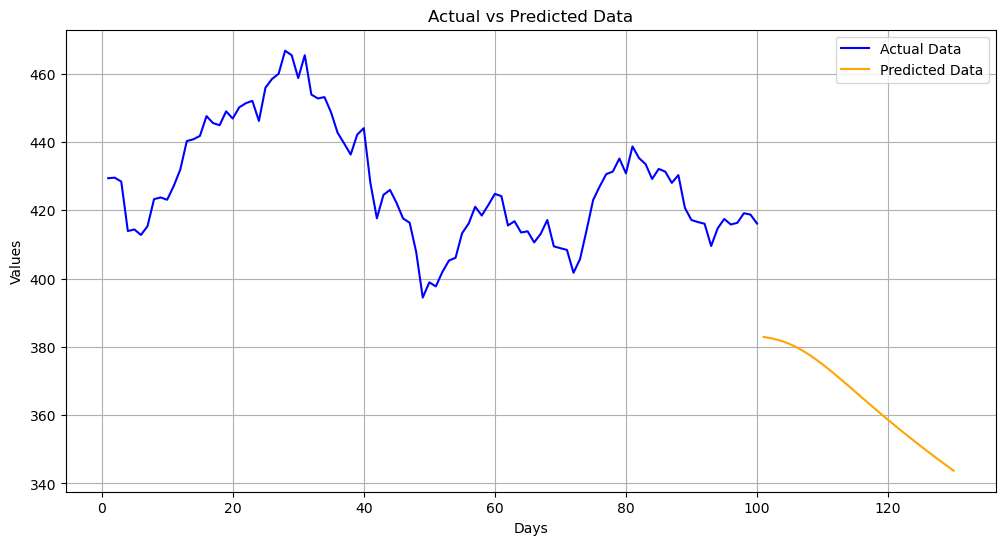 Actual vs Predicted Data
Actual Data
Predicted Data
Values
460
440
420
400
380
360
340
0 20 40 60 80 100 120
Days